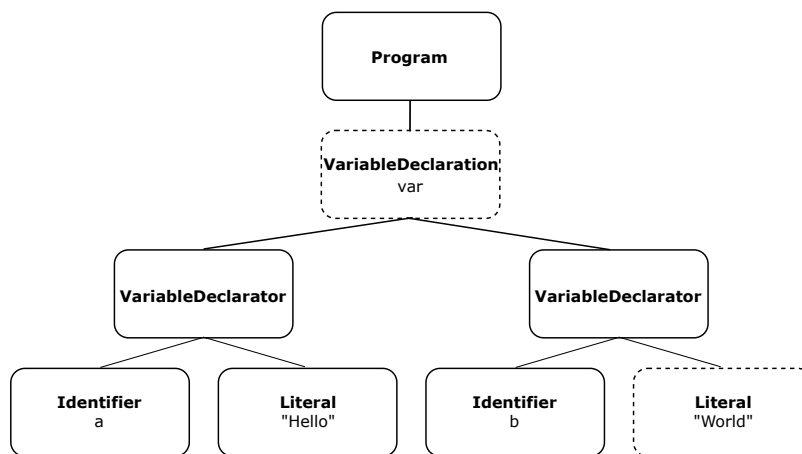 Program
VariableDeclaration
var
VariableDeclarator
VariableDeclarator
Identifier
a
Literal
"Hello"
Identifier
b
Literal
"World"